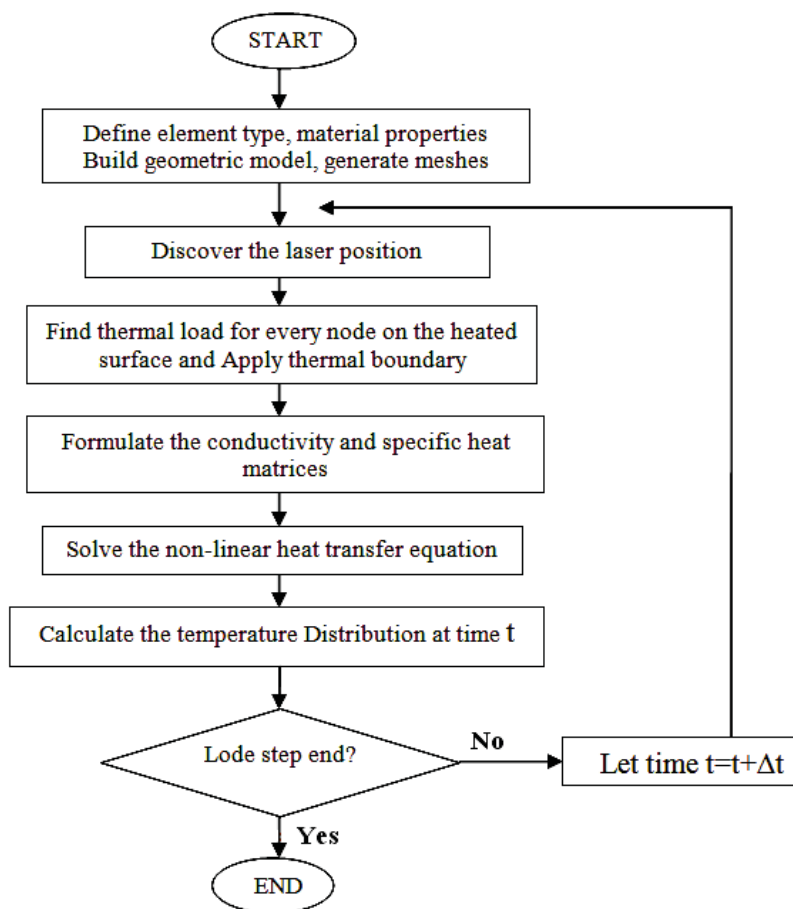 START
Define element type, material properties
Build geometric model, generate meshes
Discover the laser position
Find thermal load for every node on the heated
surface and Apply thermal boundary
Formulate the conductivity and specific heat
matrices
Solve the non-linear heat transfer equation
Calculate the temperature Distribution at time t
Lode step end?
No
Let time t=t+Δt
Yes
END